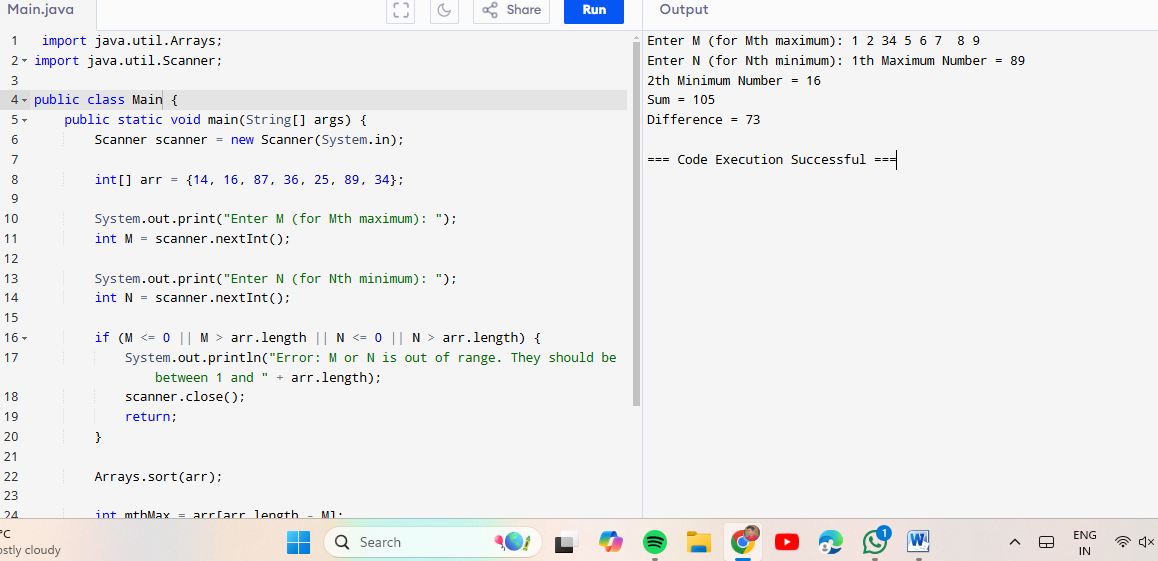 Main.java
Share
Run
Output
1 import java.util.Arrays;
2 import java.util.Scanner;
3
4 public class Main {
5 public static void main(String[] args) {
6 Scanner scanner = new Scanner(System.in);
7
8 int[] arr = {14, 16, 87, 36, 25, 89, 34};
9
10 System.out.print("Enter M (for Mth maximum): ");
11 int M = scanner.nextInt();
12
13 System.out.print("Enter N (for Nth minimum): ");
14 int N = scanner.nextInt();
15
16 if (M <= 0 || M > arr.length || N <= 0 || N > arr.length) {
17 System.out.println("Error: M or N is out of range. They should be
between 1 and " + arr.length);
18 scanner.close();
19 return;
20 }
21
22 Arrays.sort(arr);
23
24 int mthMax = arr[arr.length - M];
Enter M (for Mth maximum): 1 2 34 5 6 7  8 9
Enter N (for Nth minimum): 1th Maximum Number = 89
2th Minimum Number = 16
Sum = 105
Difference = 73
=== Code Execution Successful ===
°C
ostly cloudy
Search
1
W
ENG
IN